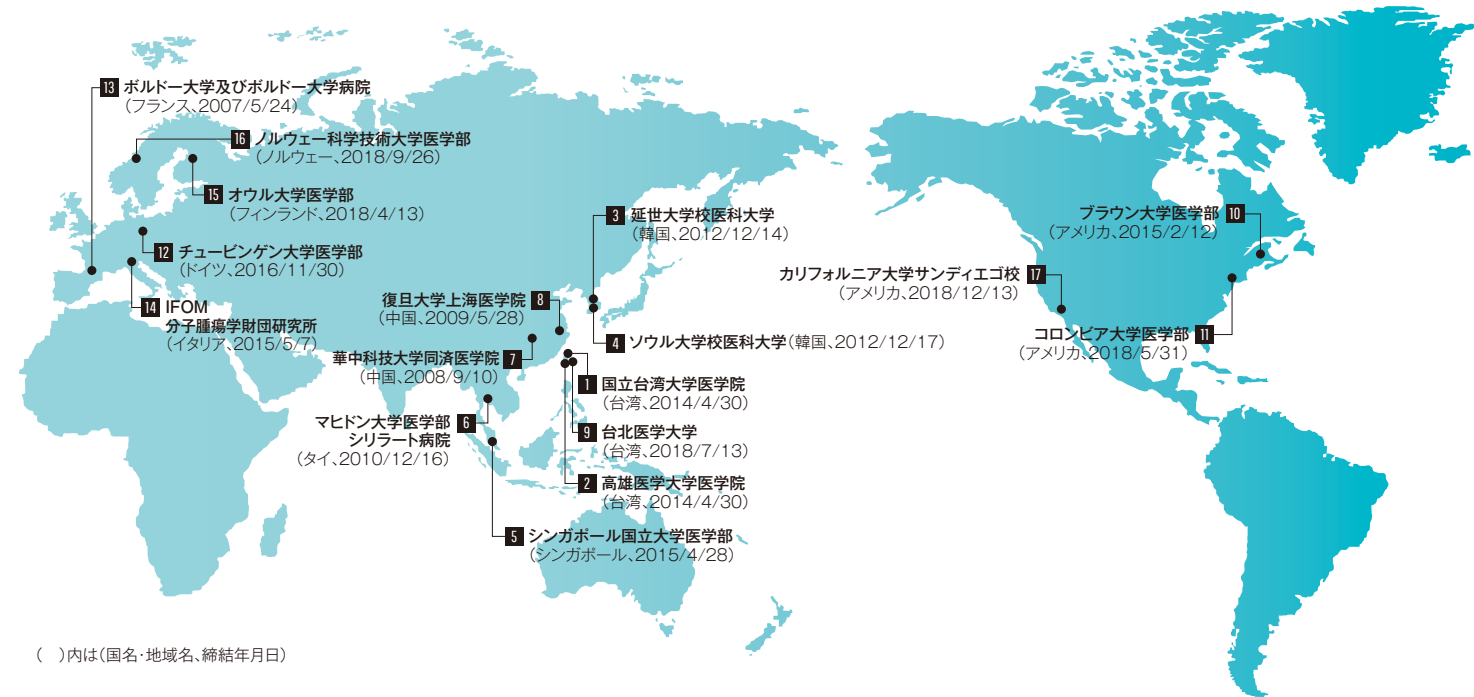 13 ボルドー大学及びボルドー大学病院
(フランス、2007/5/24)
16 ノルウェー科学技術大学医学部
(ノルウェー、2018/9/26)
15 オウル大学医学部
(フィンランド、2018/4/13)
12 チュービンゲン大学医学部
(ドイツ、2016/11/30)
14 IFOM
分子腫瘍学財団研究所
(イタリア、2015/5/7)
3 延世大学校医科大学
(韓国、2012/12/14)
復旦大学上海医学院 8
(中国、2009/5/28)
4 ソウル大学校医科大学(韓国、2012/12/17)
華中科技大学同済医学院 7
(中国、2008/9/10)
1 国立台湾大学医学院
(台湾、2014/4/30)
マヒドン大学医学部 6
シリラート病院
(タイ、2010/12/16)
9 台北医学大学
(台湾、2018/7/13)
2 高雄医学大学医学院
(台湾、2014/4/30)
5 シンガポール国立大学医学部
(シンガポール、2015/4/28)
ブラウン大学医学部 10
(アメリカ、2015/2/12)
カリフォルニア大学サンディエゴ校 17
(アメリカ、2018/12/13)
コロンビア大学医学部 11
(アメリカ、2018/5/31)
( )内は(国名・地域名、締結年月日)